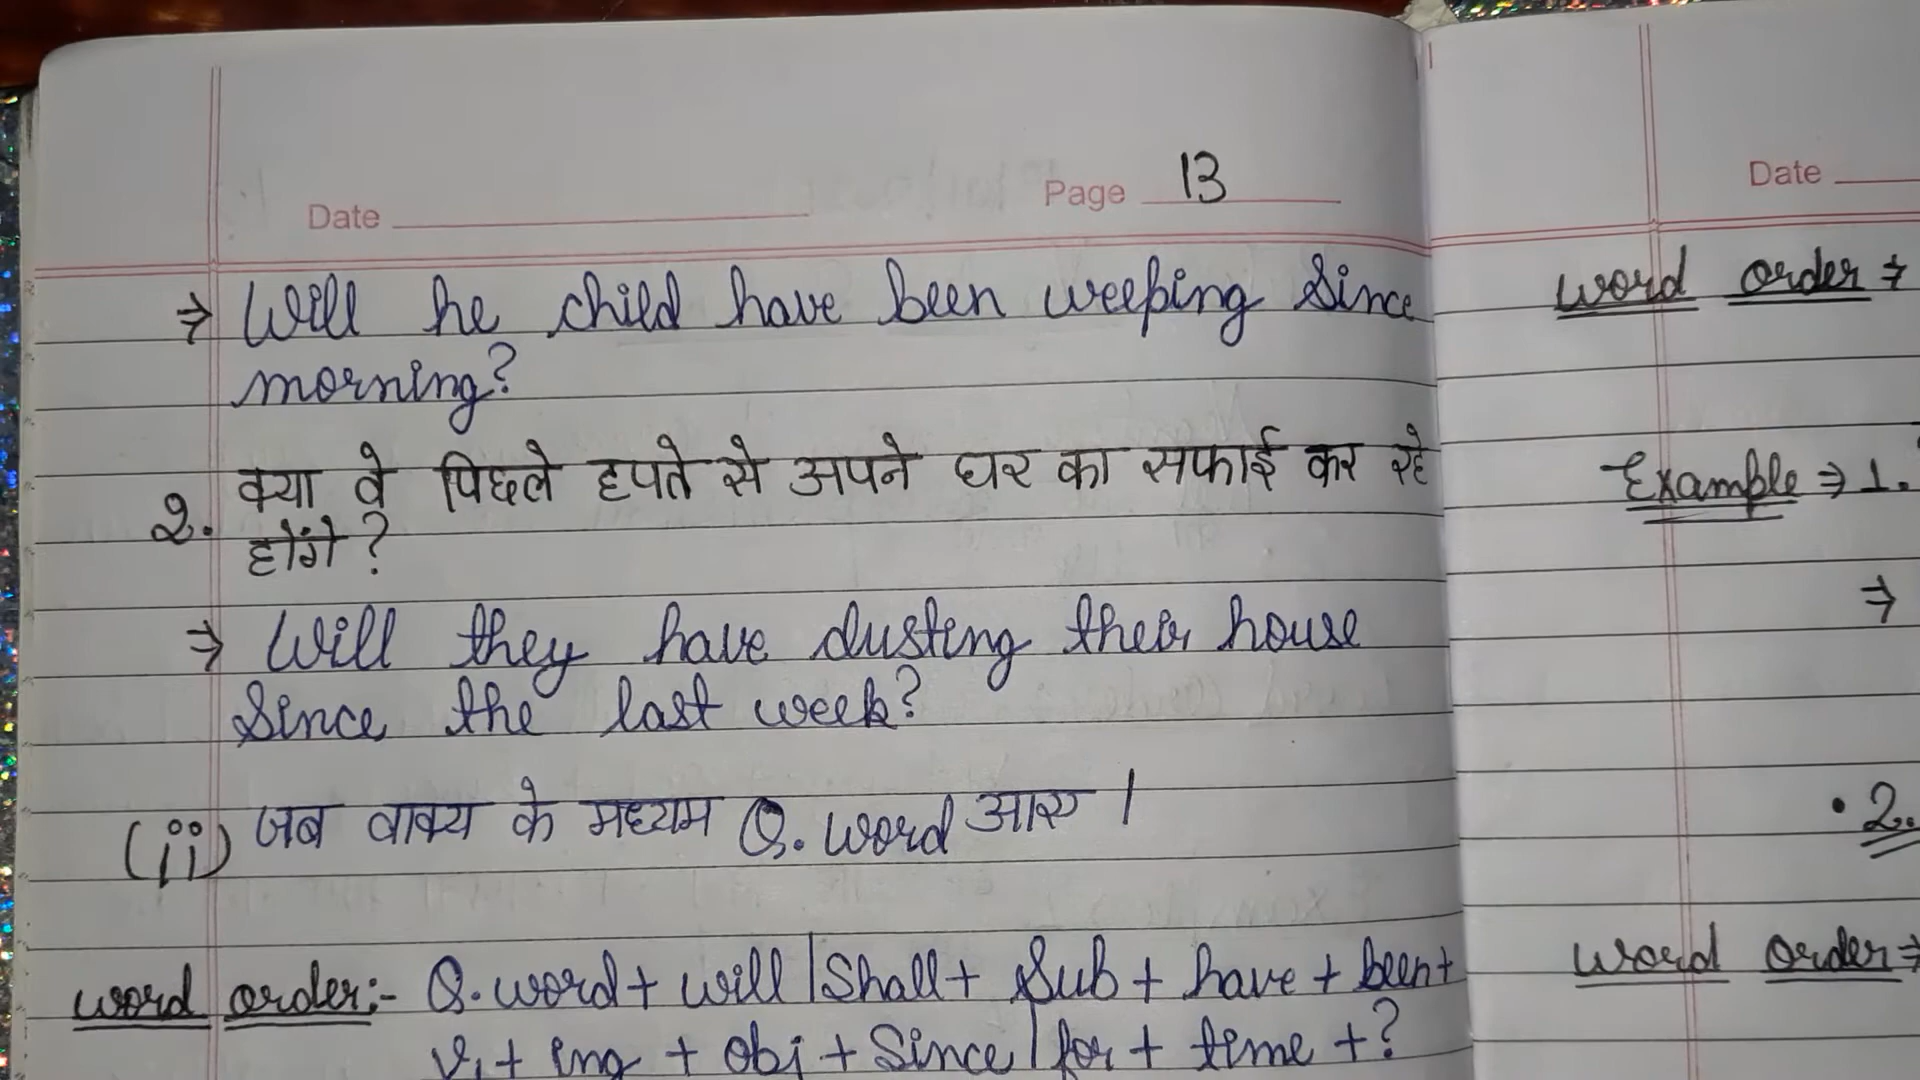 Date
Page 13
⇒ Will he child have been weeping Since
morning?
2. क्या वे पिछले हपते से अपने घर का सफाई कर रहे
होंगे?
⇒ Will they have dusting their house
Since the last week?
(ii) जब वाक्य के मध्यम Q. word आए।
word order:- Q. word + will / Shall + Sub + have + been +
V₁ + ing + obj + Since / for + time + ?
Date
word order ⇒
Example ⇒ 1.
⇒
• 2.
word order ⇒